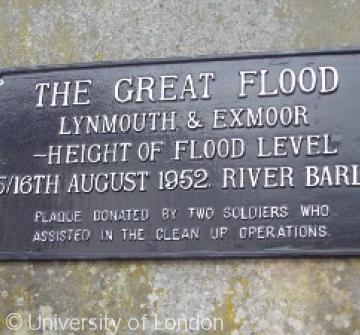 THE GREAT FLOOD
LYNMOUTH & EXMOOR
-HEIGHT OF FLOOD LEVEL
5/16TH AUGUST 1952. RIVER BARL
PLAQUE DONATED BY TWO SOLDIERS WHO
ASSISTED IN THE CLEAN UP OPERATIONS.
© University of London